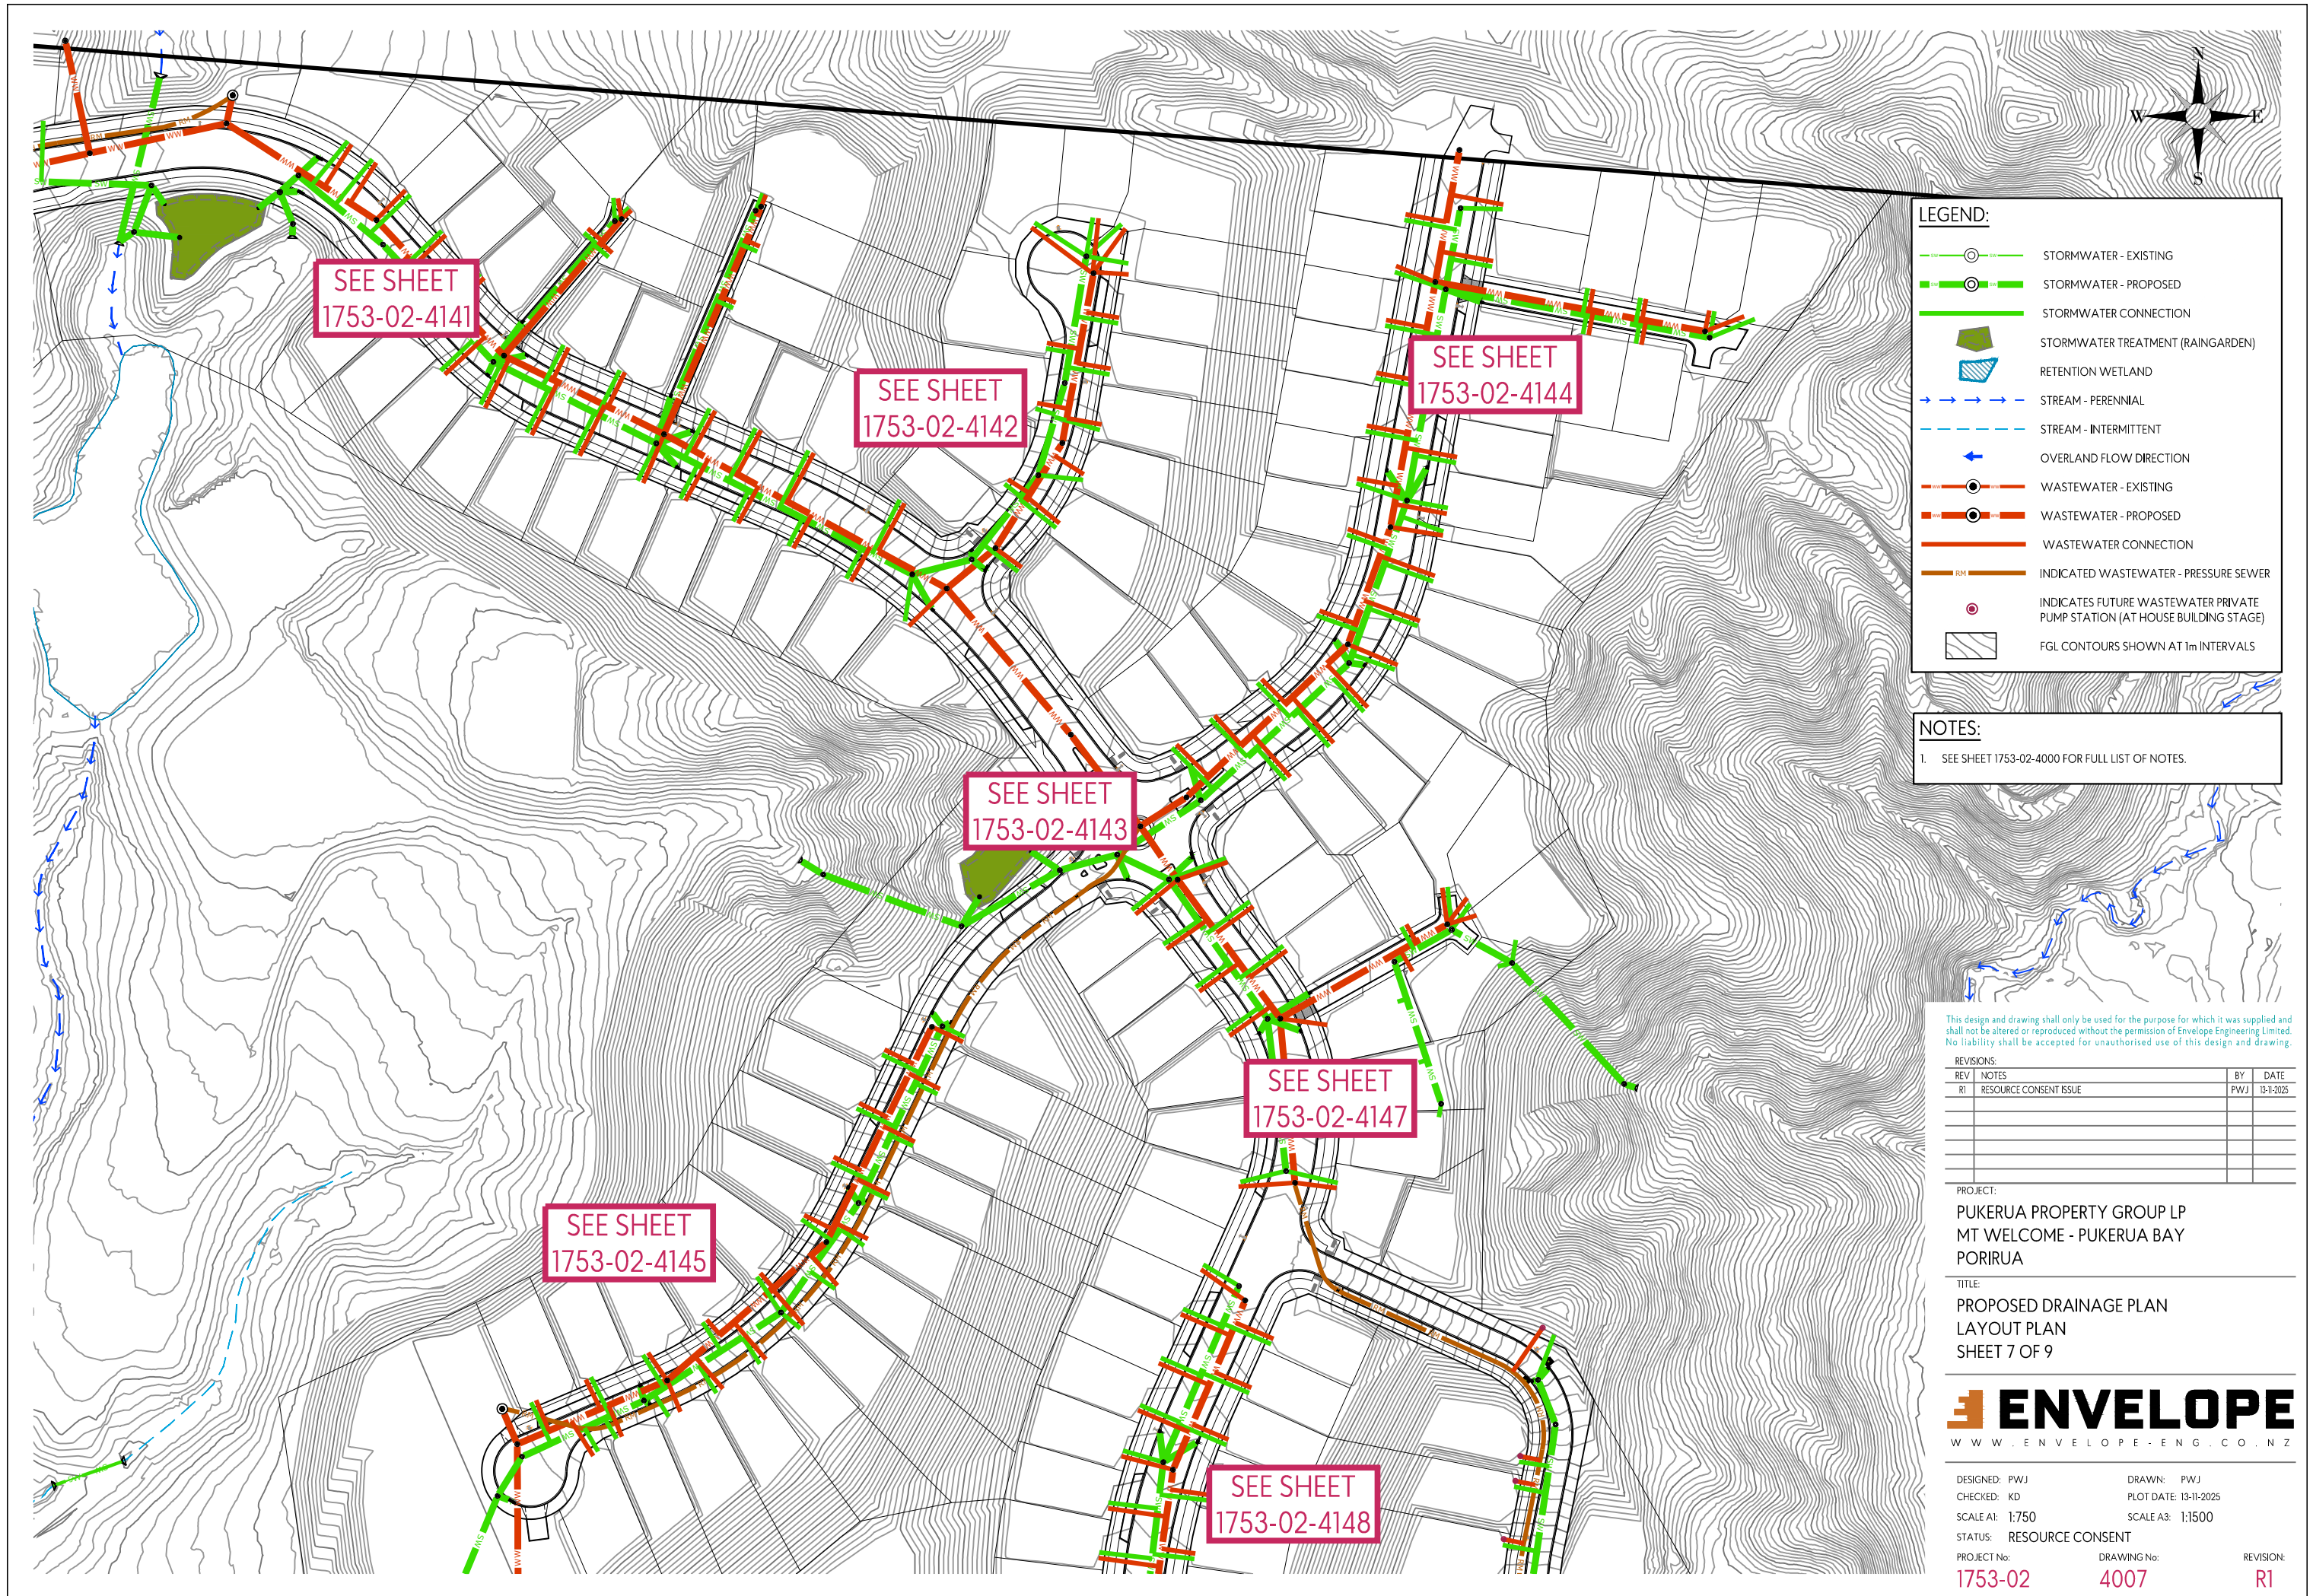 N
W
E
S
SEE SHEET
1753-02-4141
SEE SHEET
1753-02-4142
SEE SHEET
1753-02-4144
SEE SHEET
1753-02-4143
SEE SHEET
1753-02-4147
SEE SHEET
1753-02-4145
SEE SHEET
1753-02-4148
LEGEND:
STORMWATER - EXISTING
STORMWATER - PROPOSED
STORMWATER CONNECTION
STORMWATER TREATMENT (RAINGARDEN)
RETENTION WETLAND
STREAM - PERENNIAL
STREAM - INTERMITTENT
OVERLAND FLOW DIRECTION
WASTEWATER - EXISTING
WASTEWATER - PROPOSED
WASTEWATER CONNECTION
RM INDICATED WASTEWATER - PRESSURE SEWER
INDICATES FUTURE WASTEWATER PRIVATE
PUMP STATION (AT HOUSE BUILDING STAGE)
FGL CONTOURS SHOWN AT 1m INTERVALS
NOTES:
1. SEE SHEET 1753-02-4000 FOR FULL LIST OF NOTES.
This design and drawing shall only be used for the purpose for which it was supplied and
shall not be altered or reproduced without the permission of Envelope Engineering Limited.
No liability shall be accepted for unauthorised use of this design and drawing.
REVISIONS:
REV NOTES BY DATE
R1 RESOURCE CONSENT ISSUE PWJ 13-11-2025
PROJECT:
PUKERUA PROPERTY GROUP LP
MT WELCOME - PUKERUA BAY
PORIRUA
TITLE:
PROPOSED DRAINAGE PLAN
LAYOUT PLAN
SHEET 7 OF 9
ENVELOPE
WWW.ENVELOPE-ENG.CO.NZ
DESIGNED: PWJ DRAWN: PWJ
CHECKED: KD PLOT DATE: 13-11-2025
SCALE A1: 1:750 SCALE A3: 1:1500
STATUS: RESOURCE CONSENT
PROJECT No: DRAWING No: REVISION:
1753-02 4007 R1